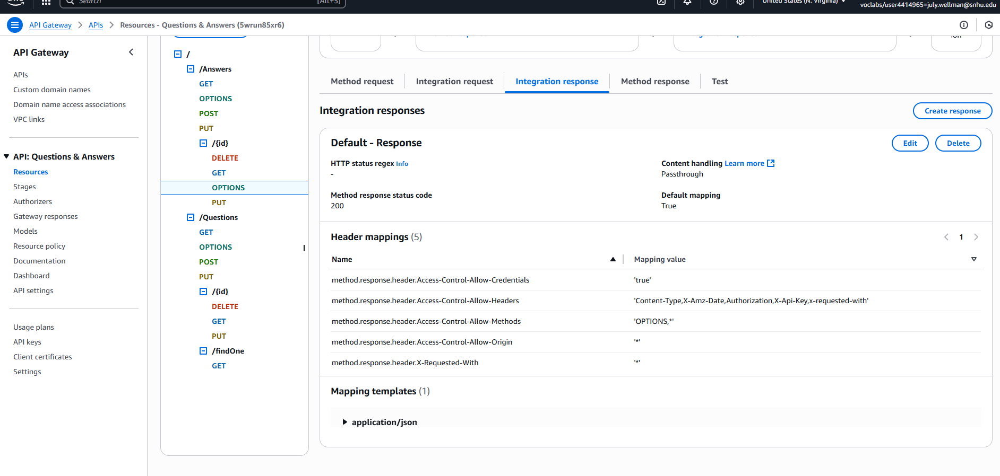 Search
[Alt+S]
United States (N. Virginia)
voclabs/user4414965=july.wellman@snhu.edu
API Gateway
APIs
Resources - Questions & Answers (5wrun85xr6)
API Gateway
APIs
Custom domain names
Domain name access associations
VPC links
API: Questions & Answers
Resources
Stages
Authorizers
Gateway responses
Models
Resource policy
Documentation
Dashboard
API settings
Usage plans
API keys
Client certificates
Settings
/
/Answers
GET
OPTIONS
POST
PUT
/{id}
DELETE
GET
OPTIONS
PUT
/Questions
GET
OPTIONS
POST
PUT
/{id}
DELETE
GET
PUT
/findOne
GET
Method request
Integration request
Integration response
Method response
Test
Integration responses
Create response
Default - Response
Edit
Delete
HTTP status regex Info
-
Content handling Learn more
Passthrough
Method response status code
200
Default mapping
True
Header mappings (5)
1
Name
Mapping value
method.response.header.Access-Control-Allow-Credentials
'true'
method.response.header.Access-Control-Allow-Headers
'Content-Type,X-Amz-Date,Authorization,X-Api-Key,x-requested-with'
method.response.header.Access-Control-Allow-Methods
'OPTIONS,*'
method.response.header.Access-Control-Allow-Origin
'*'
method.response.header.X-Requested-With
'*'
Mapping templates (1)
application/json